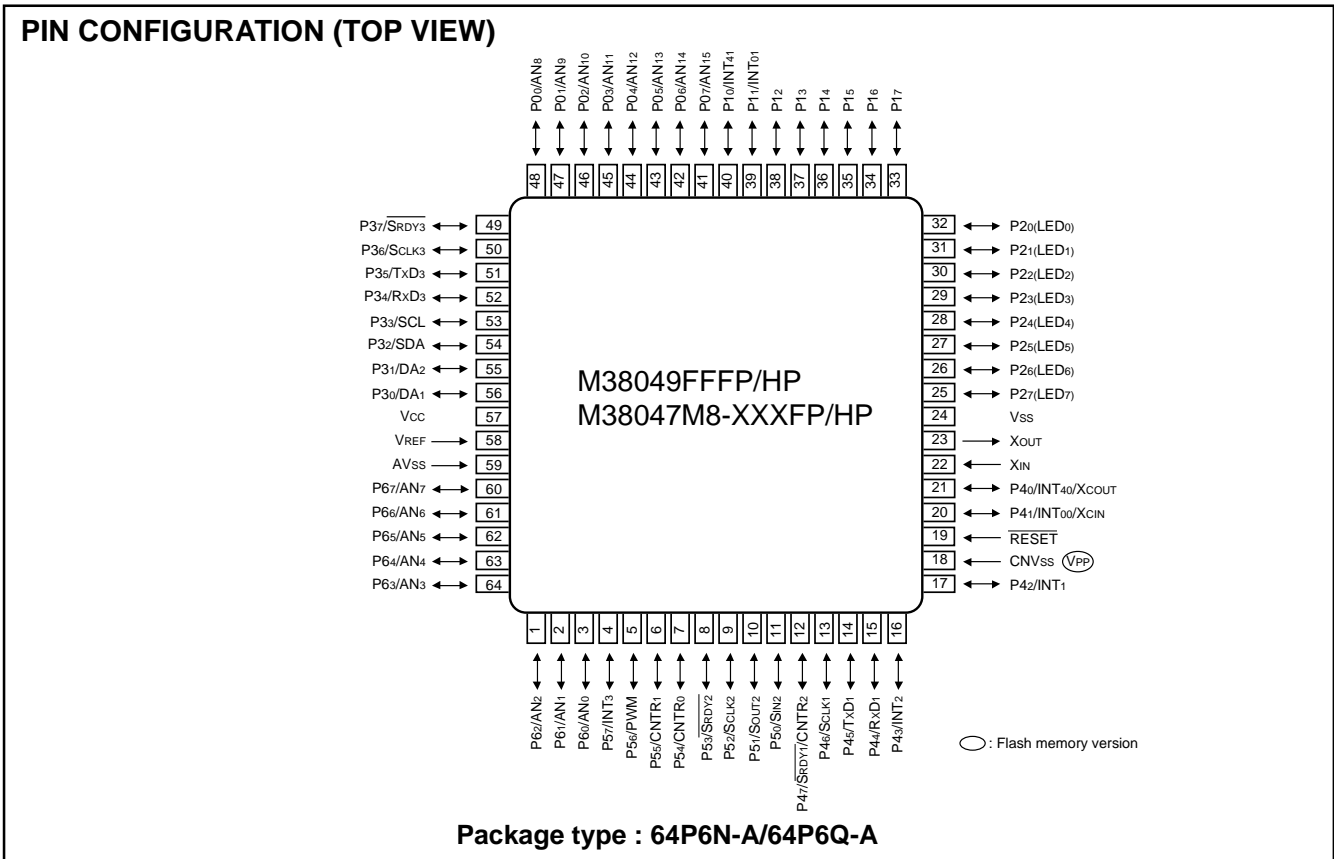 PIN CONFIGURATION (TOP VIEW)
P00/AN8
P01/AN9
P02/AN10
P03/AN11
P04/AN12
P05/AN13
P06/AN14
P07/AN15
P10/INT41
P11/INT01
P12
P13
P14
P15
P16
P17
48 47 46 45 44 43 42 41 40 39 38 37 36 35 34 33
P37/SRDY3 49
P36/SCLK3 50
P35/TXD3 51
P34/RXD3 52
P33/SCL 53
P32/SDA 54
P31/DA2 55
P30/DA1 56
VCC 57
VREF 58
AVSS 59
P67/AN7 60
P66/AN6 61
P65/AN5 62
P64/AN4 63
P63/AN3 64
M38049FFFP/HP
M38047M8-XXXFP/HP
32 P20(LED0)
31 P21(LED1)
30 P22(LED2)
29 P23(LED3)
28 P24(LED4)
27 P25(LED5)
26 P26(LED6)
25 P27(LED7)
24 VSS
23 XOUT
22 XIN
21 P40/INT40/XCOUT
20 P41/INT00/XCIN
19 RESET
18 CNVSS VPP
17 P42/INT1
1 2 3 4 5 6 7 8 9 10 11 12 13 14 15 16
P62/AN2
P61/AN1
P60/AN0
P57/INT3
P56/PWM
P55/CNTR1
P54/CNTR0
P53/SRDY2
P52/SCLK2
P51/SOUT2
P50/SIN2
P47/SRDY1/CNTR2
P46/SCLK1
P45/TXD1
P44/RXD1
P43/INT2
: Flash memory version
Package type : 64P6N-A/64P6Q-A